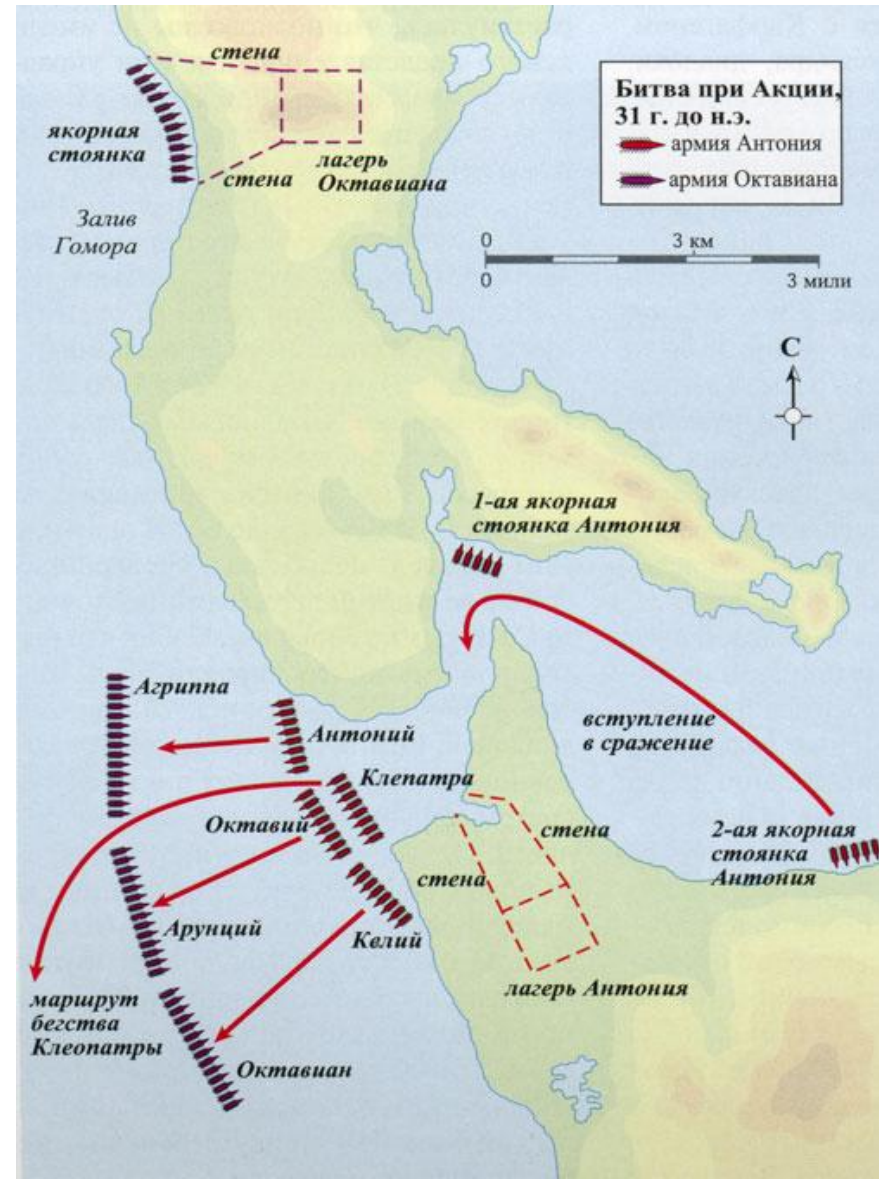 стена
якорная
стоянка
стена
лагерь
Октавиана
Залив
Гомора
Битва при Акции,
31 г. до н.э.
армия Антония
армия Октавиана
0 3 км
0 3 мили
С
1-ая якорная
стоянка Антония
Агриппа
Антоний
вступление
в сражение
Клепатра
Октавий
стена
2-ая якорная
стоянка
Антония
стена
Арунций
Келий
лагерь Антония
маршрут
бегства
Клеопатры
Октавиан